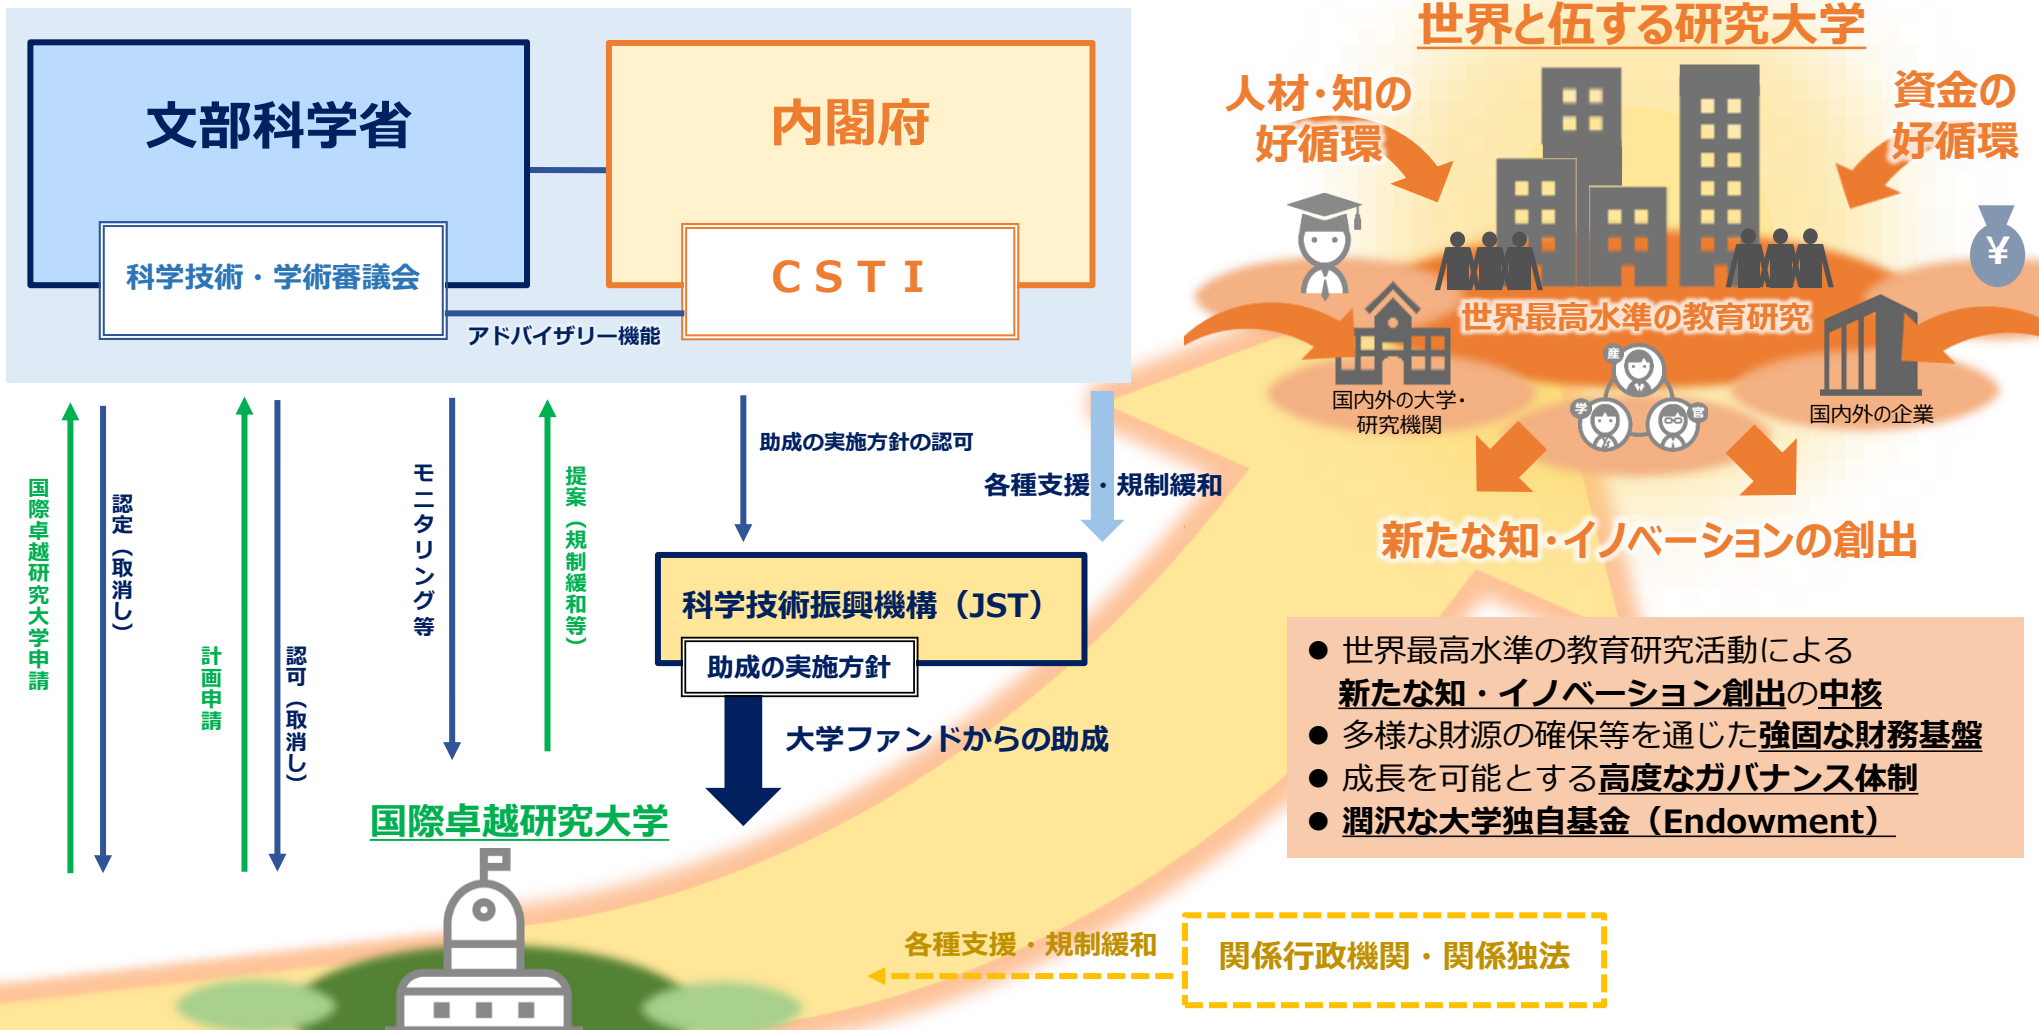 文部科学省
内閣府
科学技術・学術審議会
ＣＳＴＩ
アドバイザリー機能
国際卓越研究大学申請
認定（取消し）
計画申請
認可（取消し）
モニタリング等
提案（規制緩和等）
助成の実施方針の認可
各種支援・規制緩和
科学技術振興機構（JST）
助成の実施方針
大学ファンドからの助成
国際卓越研究大学
各種支援・規制緩和
関係行政機関・関係独法
世界と伍する研究大学
人材・知の
好循環
資金の
好循環
¥
世界最高水準の教育研究
産
学
官
国内外の大学・
研究機関
国内外の企業
新たな知・イノベーションの創出
● 世界最高水準の教育研究活動による
新たな知・イノベーション創出の中核
● 多様な財源の確保等を通じた強固な財務基盤
● 成長を可能とする高度なガバナンス体制
● 潤沢な大学独自基金（Endowment）